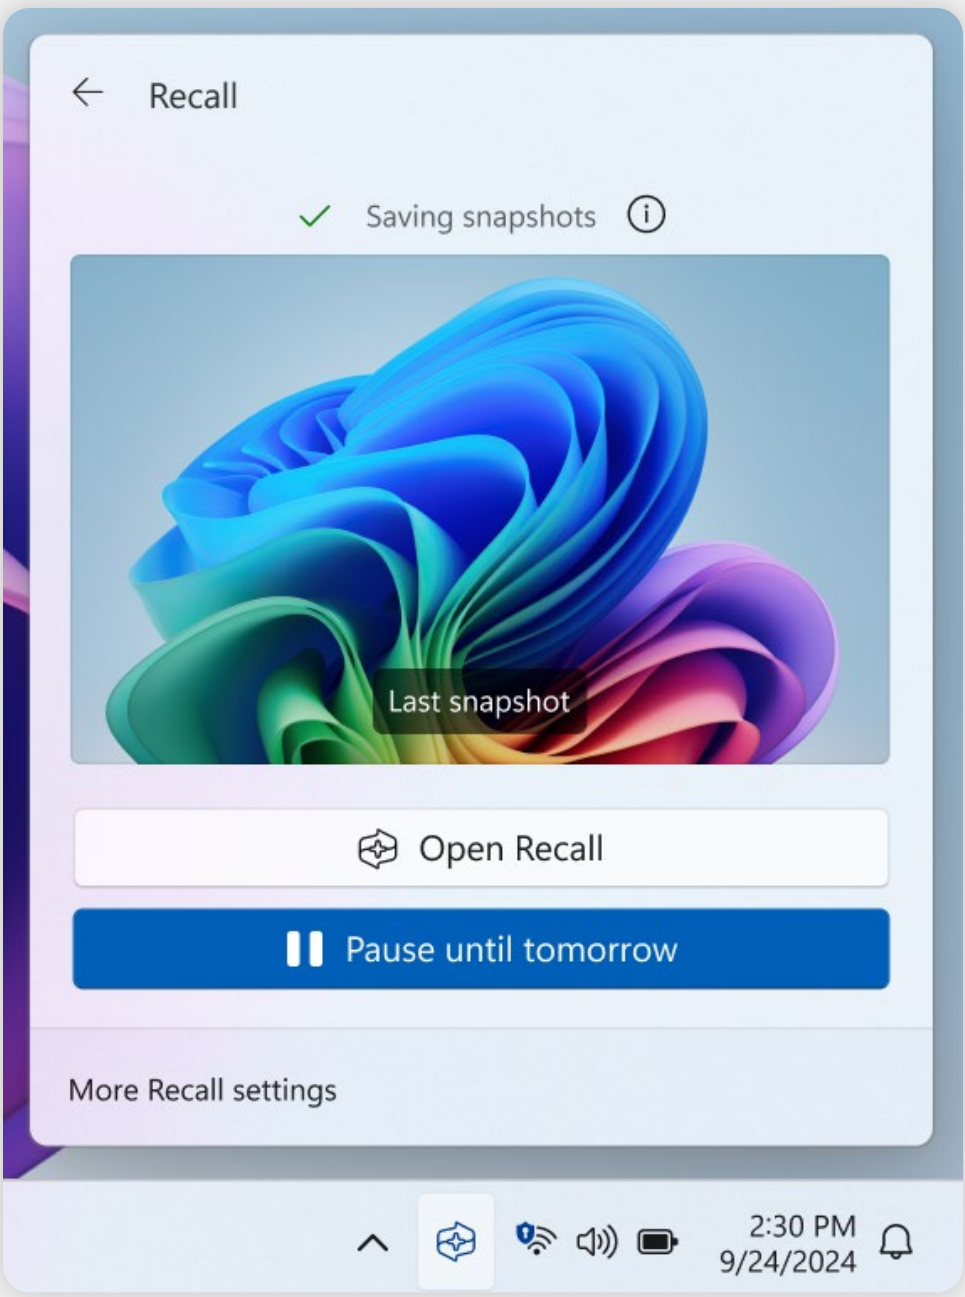 Recall
Saving snapshots
Last snapshot
Open Recall
Pause until tomorrow
More Recall settings
2:30 PM
9/24/2024